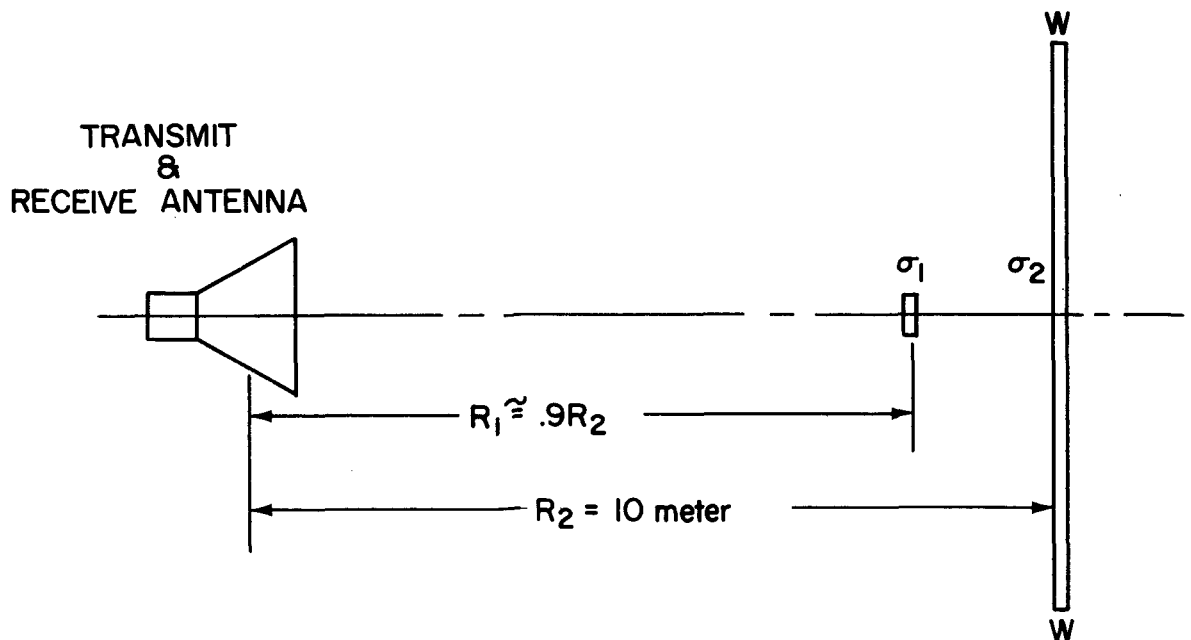 W
TRANSMIT
&
RECEIVE ANTENNA
σ₁
σ₂
R₁ ≅ .9R₂
R₂ = 10 meter
W